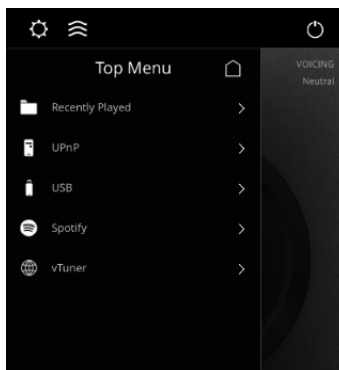 Top Menu
VOICING
Neutral
Recently Played
UPnP
USB
Spotify
vTuner